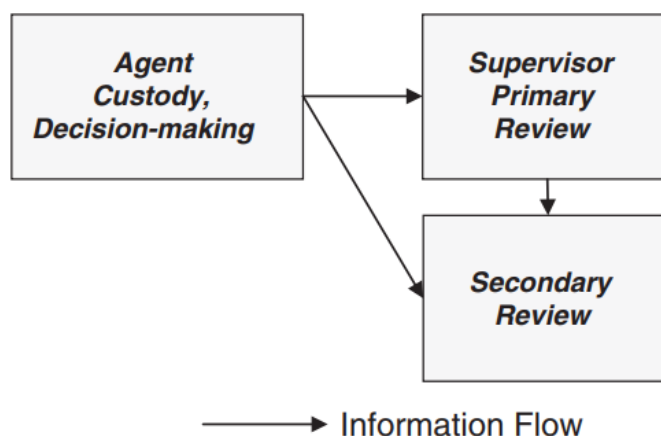 Agent
Custody,
Decision-making
Supervisor
Primary
Review
Secondary
Review
Information Flow